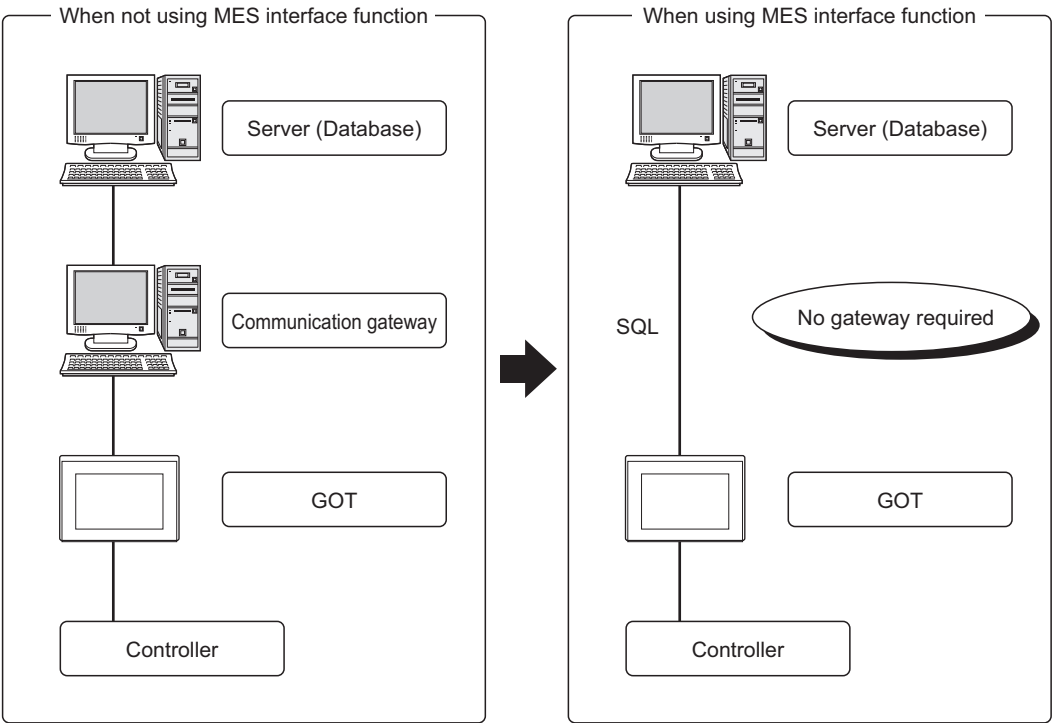 When not using MES interface function
Server (Database)
Communication gateway
GOT
Controller
When using MES interface function
Server (Database)
SQL
No gateway required
GOT
Controller